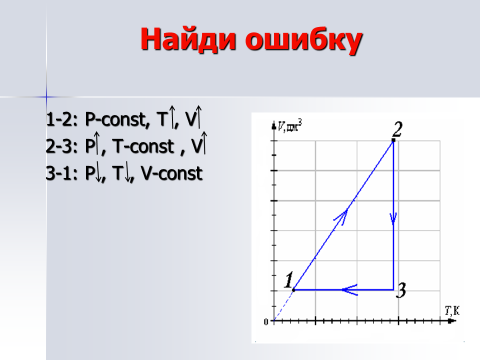 Найди ошибку
1-2: P-const, T↑, V↑
2-3: P↑, T-const , V↑
3-1: P↓, T↓, V-const
V, дм³
2
1
3
0
T, К